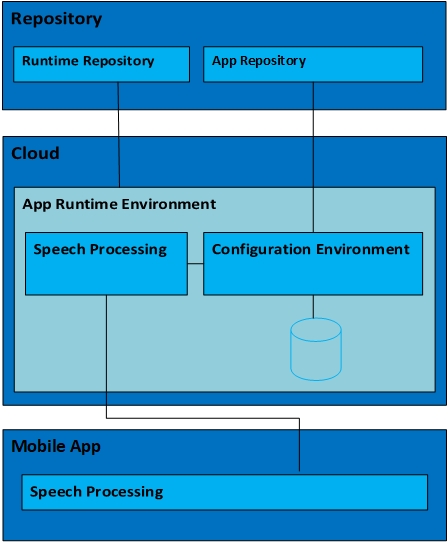 Repository
Runtime Repository
App Repository
Cloud
App Runtime Environment
Speech Processing
Configuration Environment
Mobile App
Speech Processing